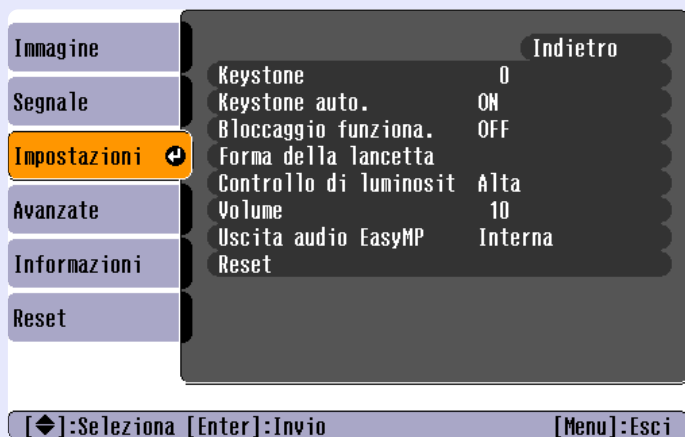 Immagine
Segnale
Impostazioni
Avanzate
Informazioni
Reset
Indietro
Keystone 0
Keystone auto. ON
Bloccaggio funziona. OFF
Forma della lancetta
Controllo di luminosit Alta
Volume 10
Uscita audio EasyMP Interna
Reset
[◆]:Seleziona [Enter]:Invio [Menu]:Esci